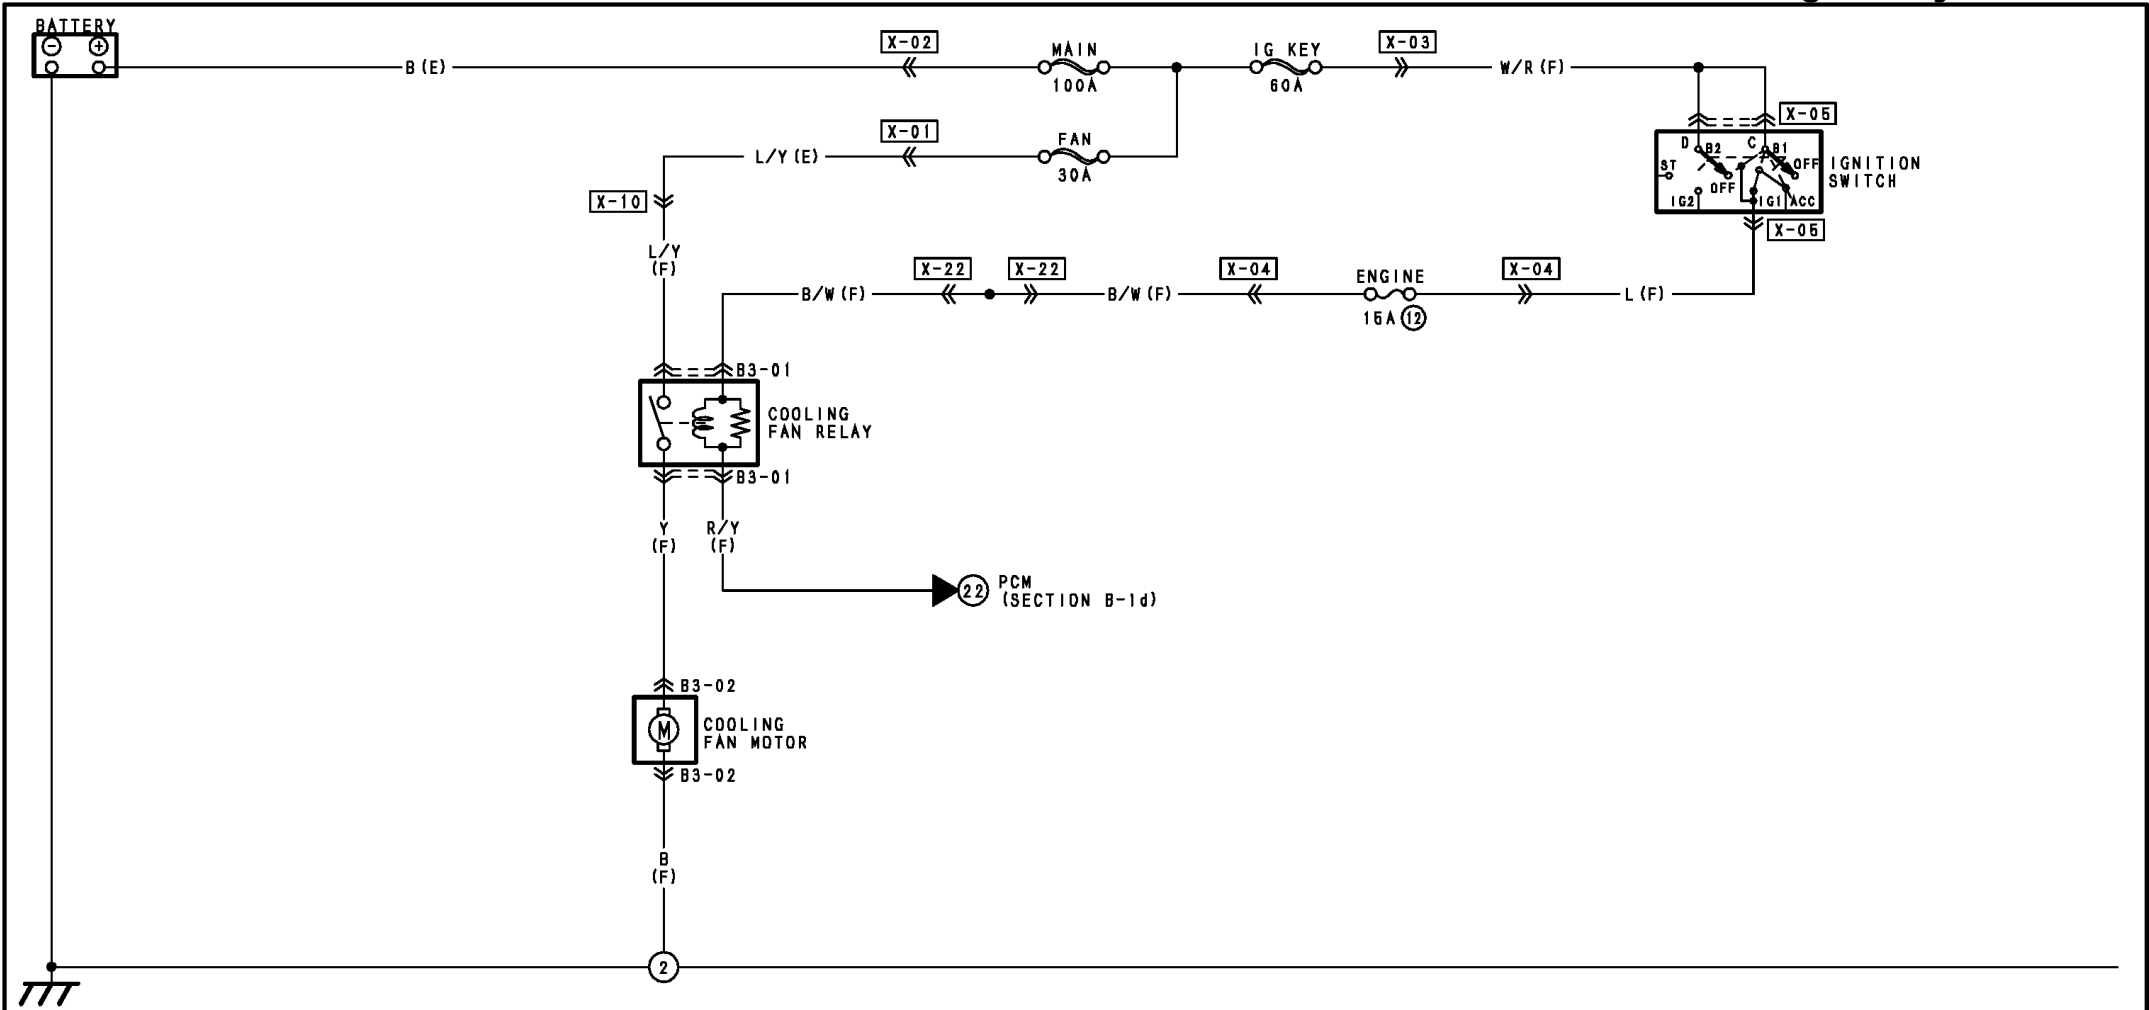 BATTERY
- +
B(E)
X-02
MAIN
100A
IG KEY
60A
X-03
W/R(F)
X-05
D B2 C B1
ST OFF OFF
IG2 IG1 ACC
IGNITION
SWITCH
X-05
L/Y(E)
X-01
FAN
30A
X-10
L/Y
(F)
B/W(F)
X-22
X-22
B/W(F)
X-04
ENGINE
15A 12
X-04
L(F)
B3-01
COOLING
FAN RELAY
B3-01
Y
(F)
R/Y
(F)
22
PCM
(SECTION B-1d)
B3-02
M
COOLING
FAN MOTOR
B3-02
B
(F)
2